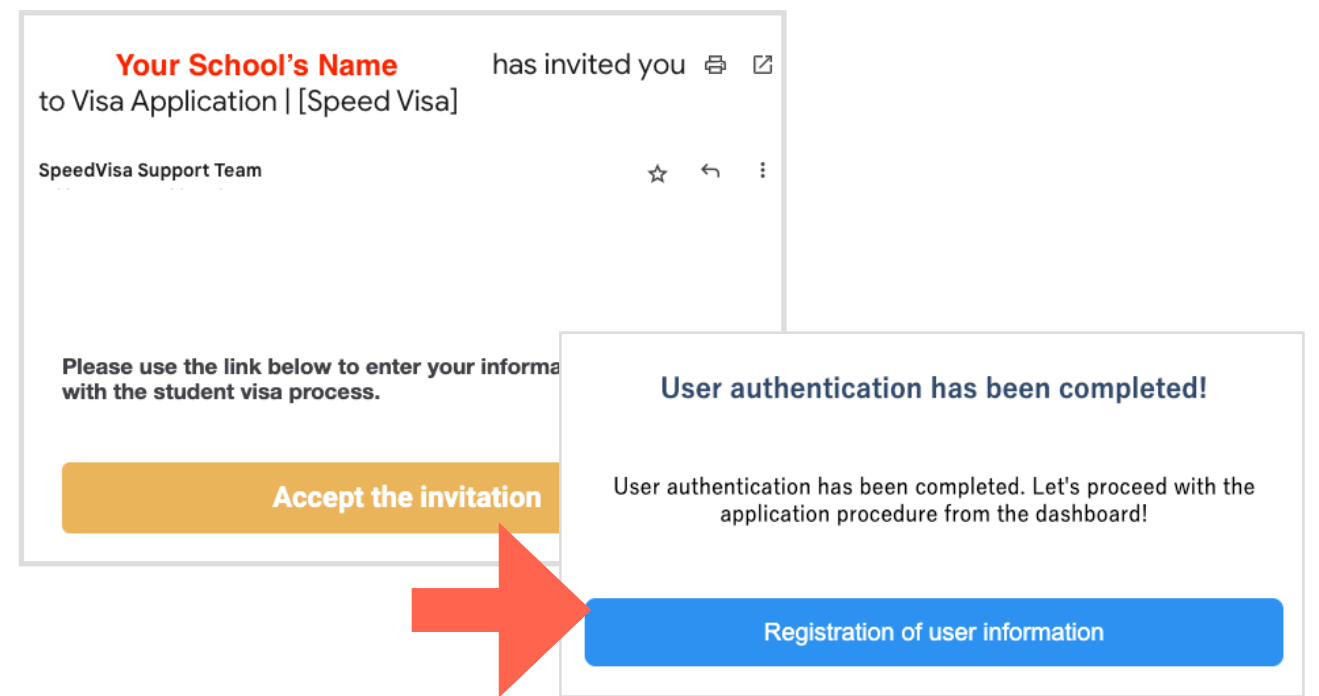 Your School’s Name has invited you
to Visa Application | [Speed Visa]
SpeedVisa Support Team
Please use the link below to enter your informa
with the student visa process.
Accept the invitation
User authentication has been completed!
User authentication has been completed. Let's proceed with the
application procedure from the dashboard!
Registration of user information